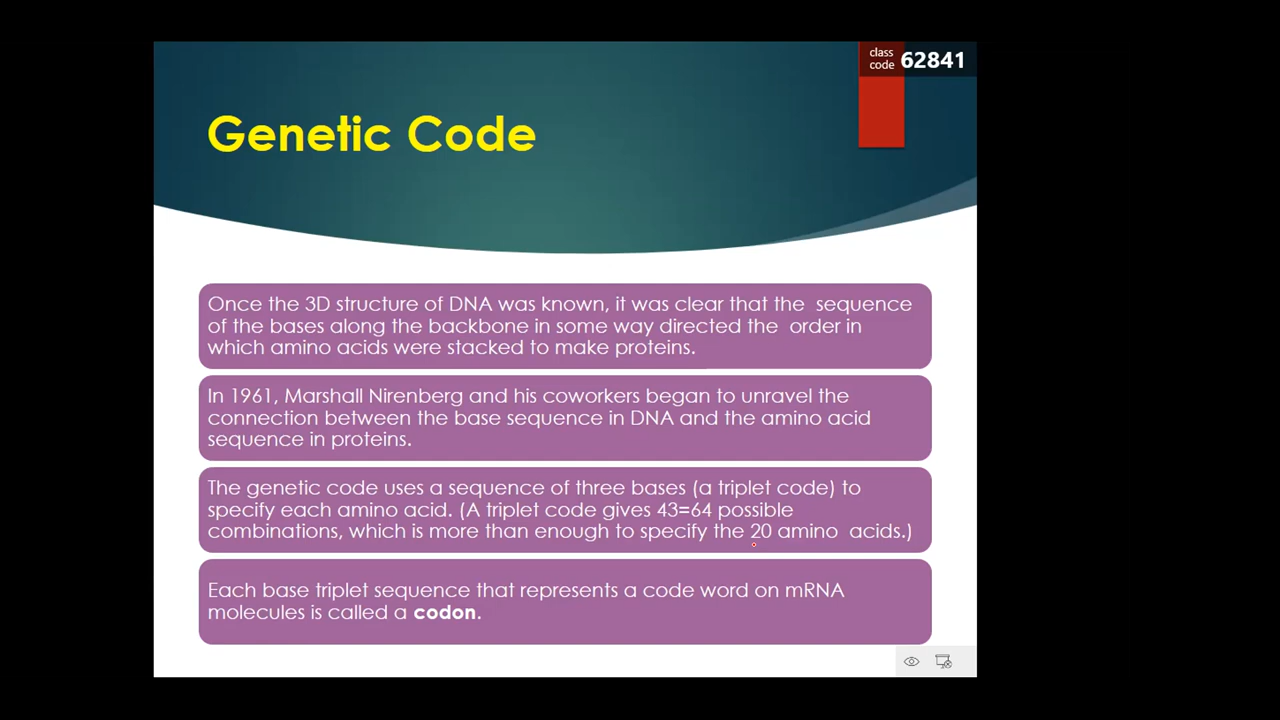 class
code 62841
Genetic Code
Once the 3D structure of DNA was known, it was clear that the sequence
of the bases along the backbone in some way directed the order in
which amino acids were stacked to make proteins.
In 1961, Marshall Nirenberg and his coworkers began to unravel the
connection between the base sequence in DNA and the amino acid
sequence in proteins.
The genetic code uses a sequence of three bases (a triplet code) to
specify each amino acid. (A triplet code gives 43=64 possible
combinations, which is more than enough to specify the 20 amino acids.)
Each base triplet sequence that represents a code word on mRNA
molecules is called a codon.